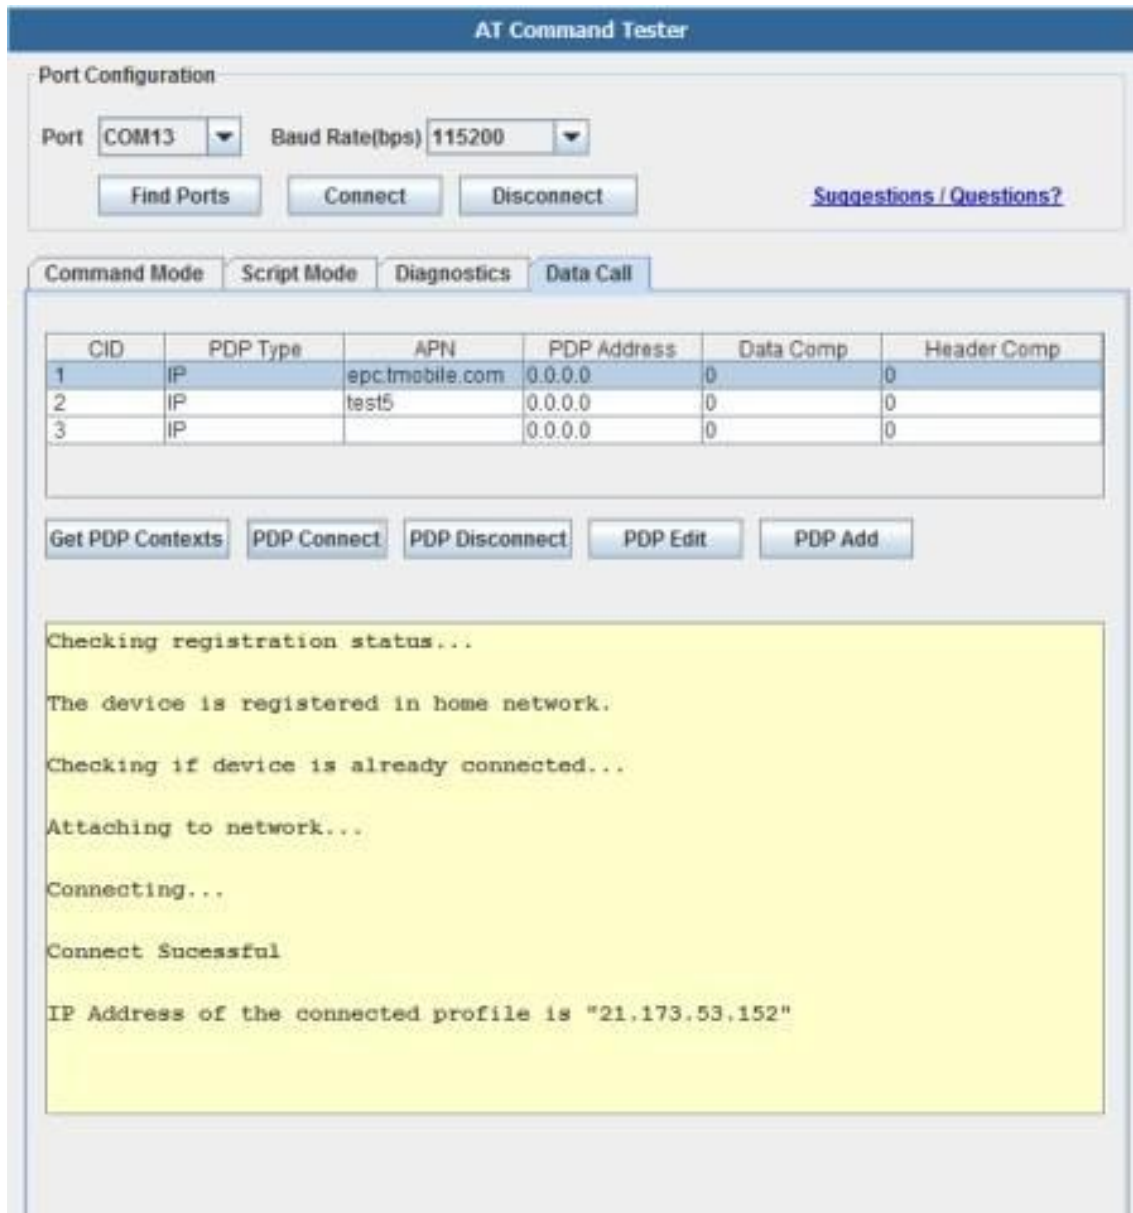 AT Command Tester
Port Configuration
Port COM13 Baud Rate(bps) 115200
Find Ports Connect Disconnect Suggestions / Questions?
Command Mode Script Mode Diagnostics Data Call
CID PDP Type APN PDP Address Data Comp Header Comp
1 IP epc.tmobile.com 0.0.0.0 0 0
2 IP test5 0.0.0.0 0 0
3 IP 0.0.0.0 0 0
Get PDP Contexts PDP Connect PDP Disconnect PDP Edit PDP Add
Checking registration status...
The device is registered in home network.
Checking if device is already connected...
Attaching to network...
Connecting...
Connect Sucessful
IP Address of the connected profile is "21.173.53.152"